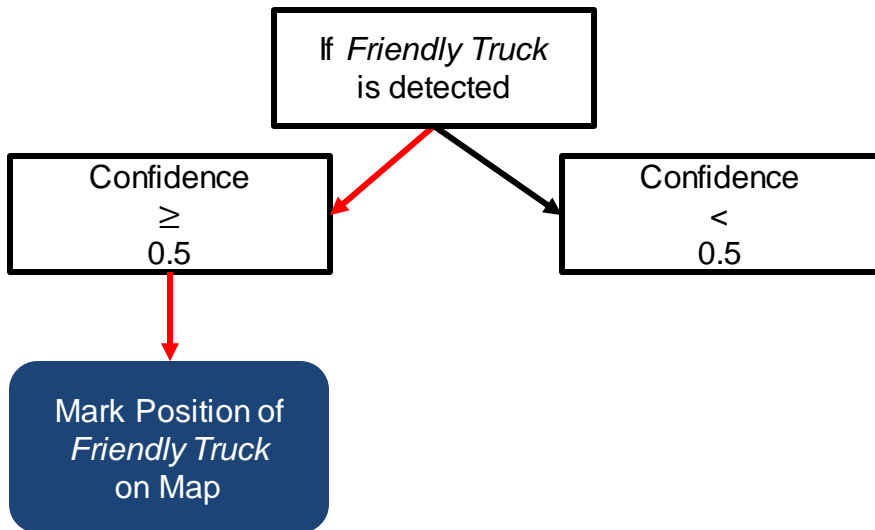 If Friendly Truck
is detected
Confidence
≥
0.5
Confidence
<
0.5
Mark Position of
Friendly Truck
on Map